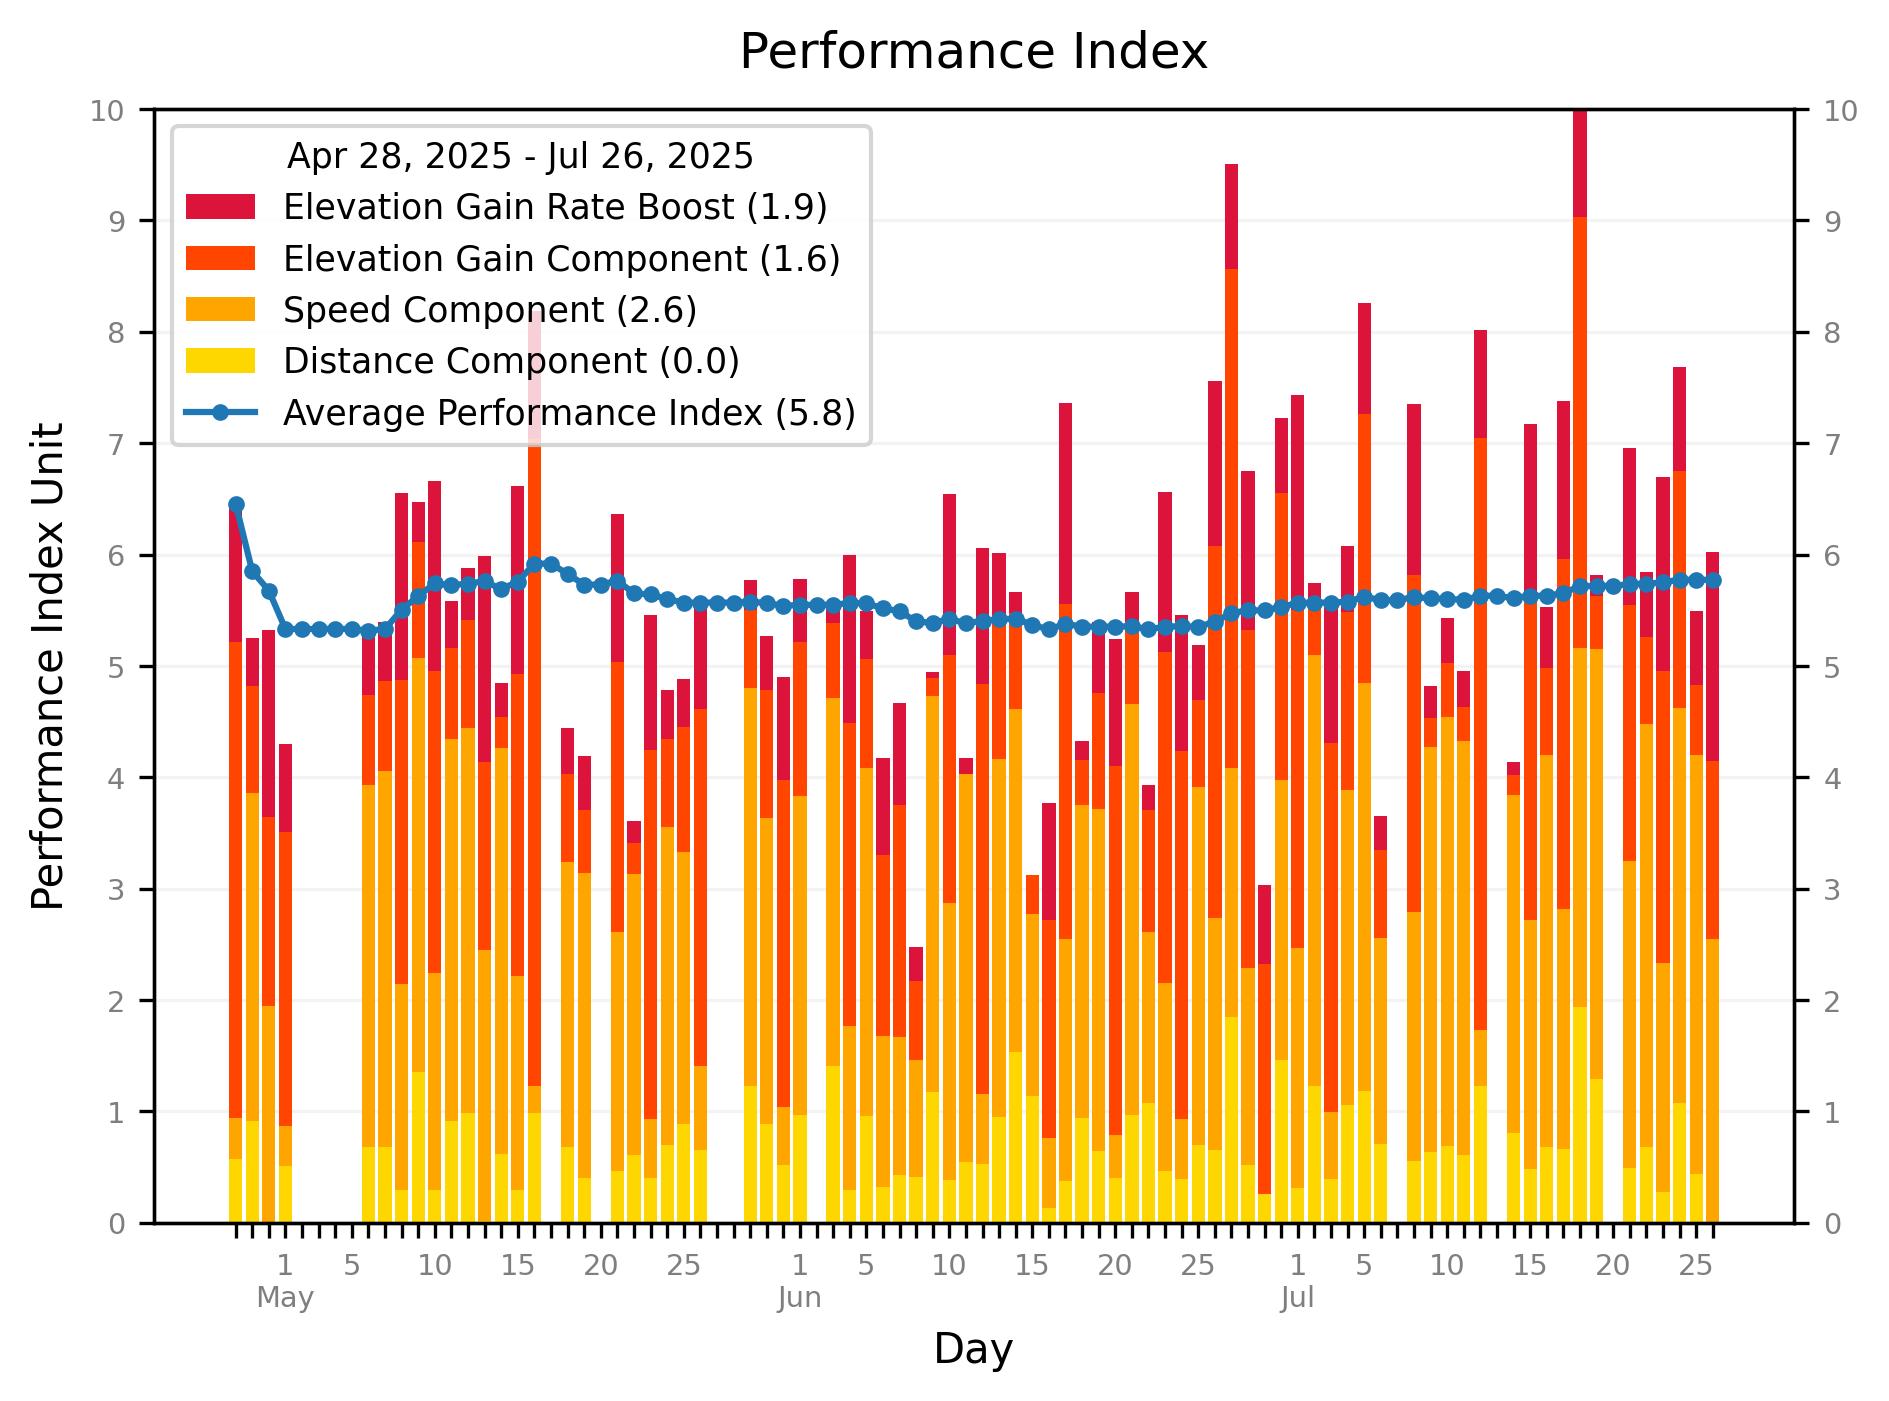 Performance Index
Apr 28, 2025 - Jul 26, 2025
Elevation Gain Rate Boost (1.9)
Elevation Gain Component (1.6)
Speed Component (2.6)
Distance Component (0.0)
Average Performance Index (5.8)
Performance Index Unit
10
9
8
7
6
5
4
3
2
1
0
10
9
8
7
6
5
4
3
2
1
0
1 5 10 15 20 25 1 5 10 15 20 25 1 5 10 15 20 25
May Jun Jul
Day